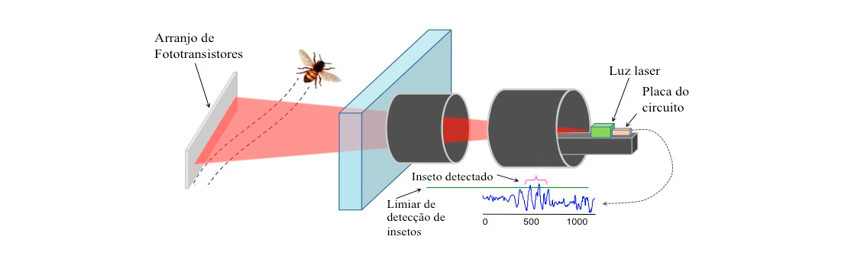 Arranjo de
Fototransistores
Luz laser
Placa do
circuito
Inseto detectado
Limiar de
detecção de
insetos
0 500 1000